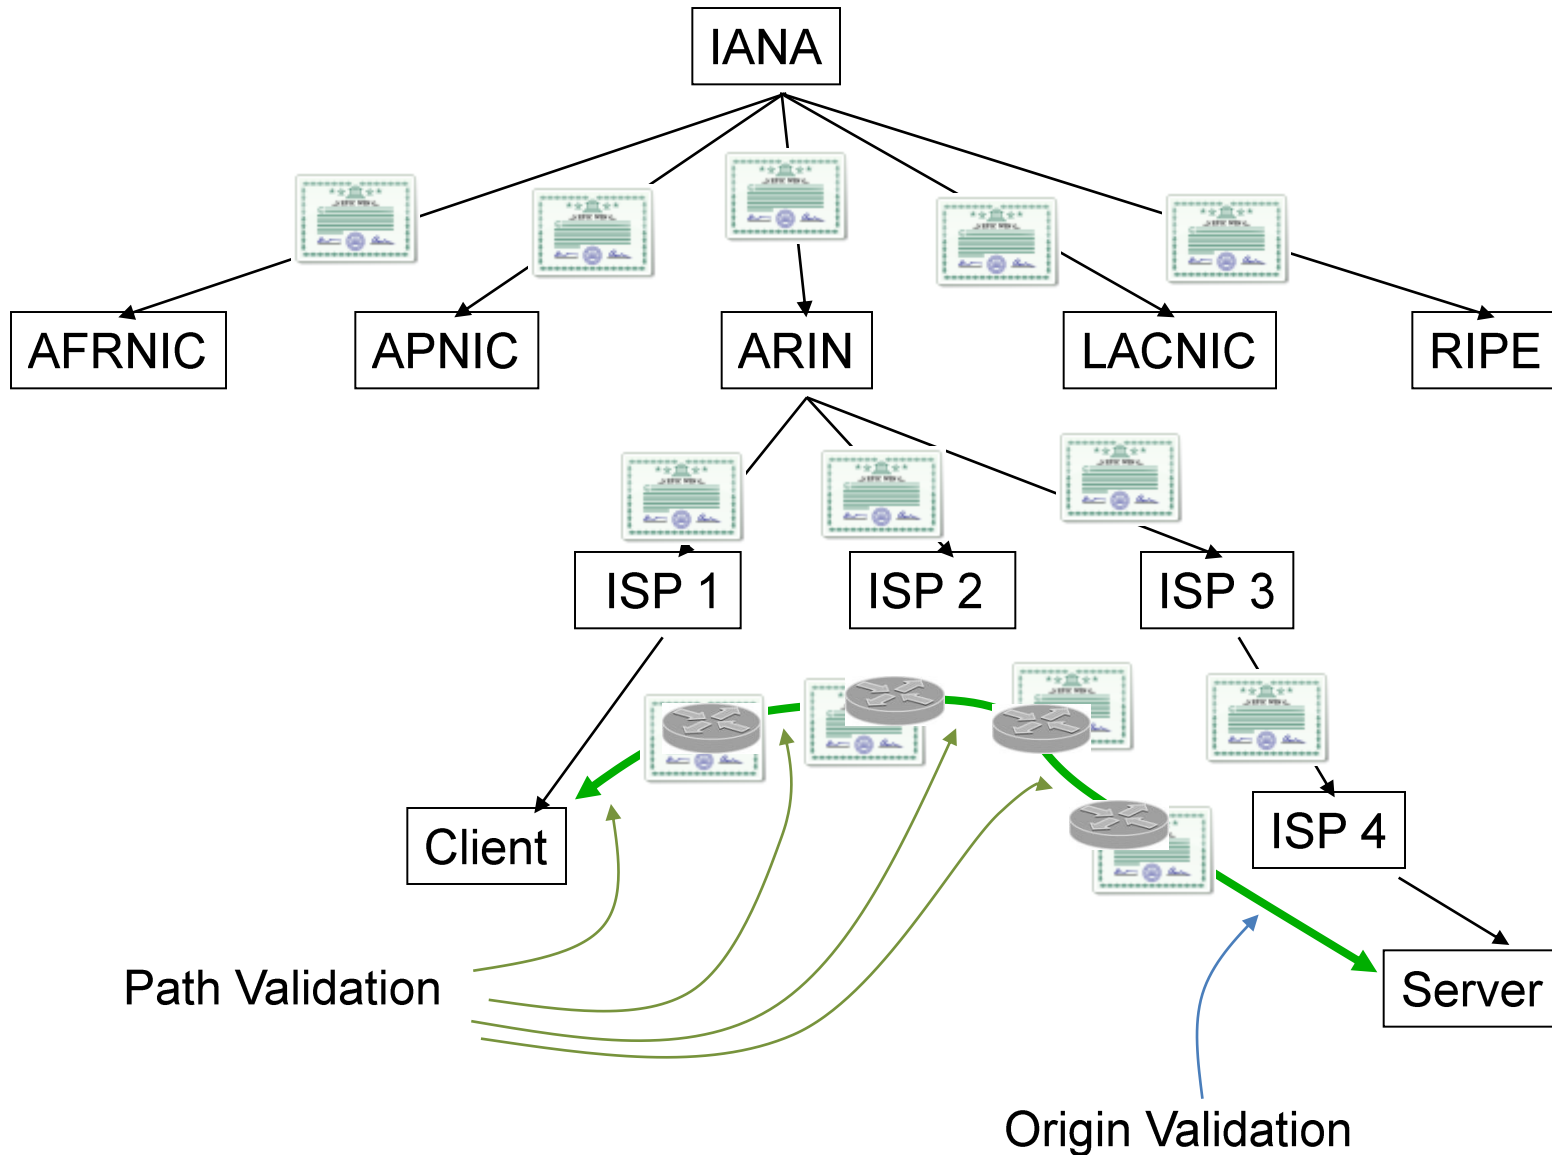 IANA
AFRNIC
APNIC
ARIN
LACNIC
RIPE
ISP 1
ISP 2
ISP 3
Client
ISP 4
Path Validation
Server
Origin Validation